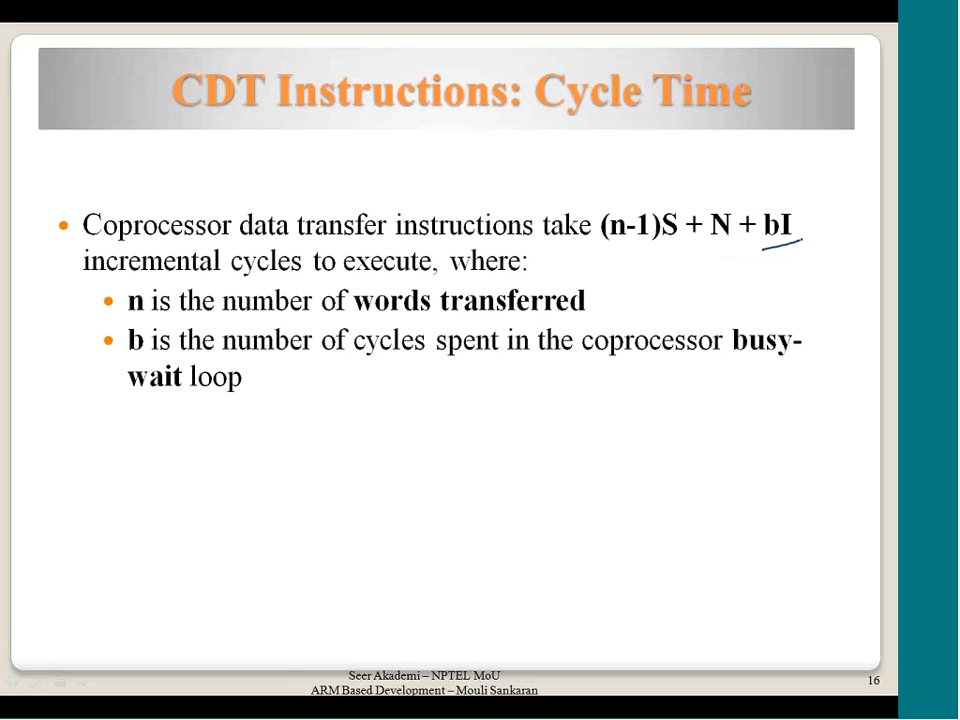 CDT Instructions: Cycle Time
• Coprocessor data transfer instructions take (n-1)S + N + bI
incremental cycles to execute, where:
• n is the number of words transferred
• b is the number of cycles spent in the coprocessor busy-
wait loop
Seer Akademi – NPTEL MoU
ARM Based Development – Mouli Sankaran
16